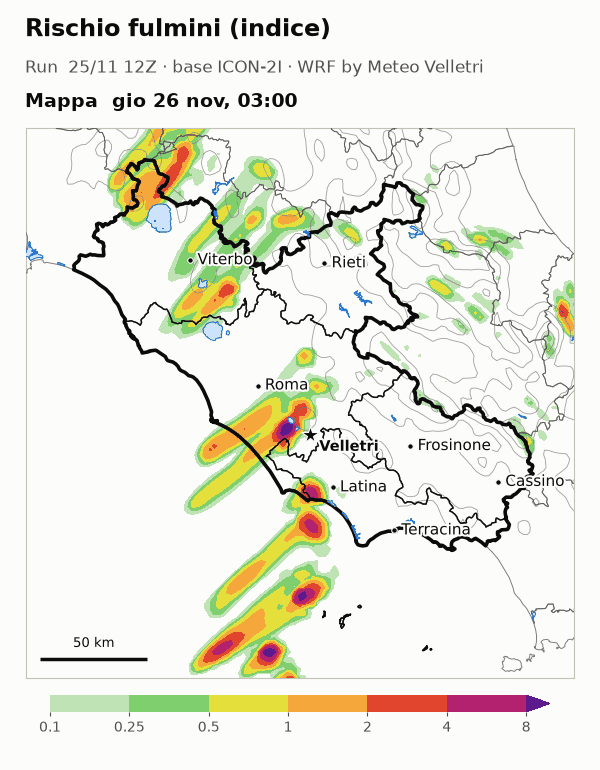 Rischio fulmini (indice)
Run  25/11 12Z · base ICON-2I · WRF by Meteo Velletri
Mappa  gio 26 nov, 03:00
Viterbo
Rieti
Roma
Velletri
Frosinone
Latina
Cassino
Terracina
50 km
0.1 0.25 0.5 1 2 4 8